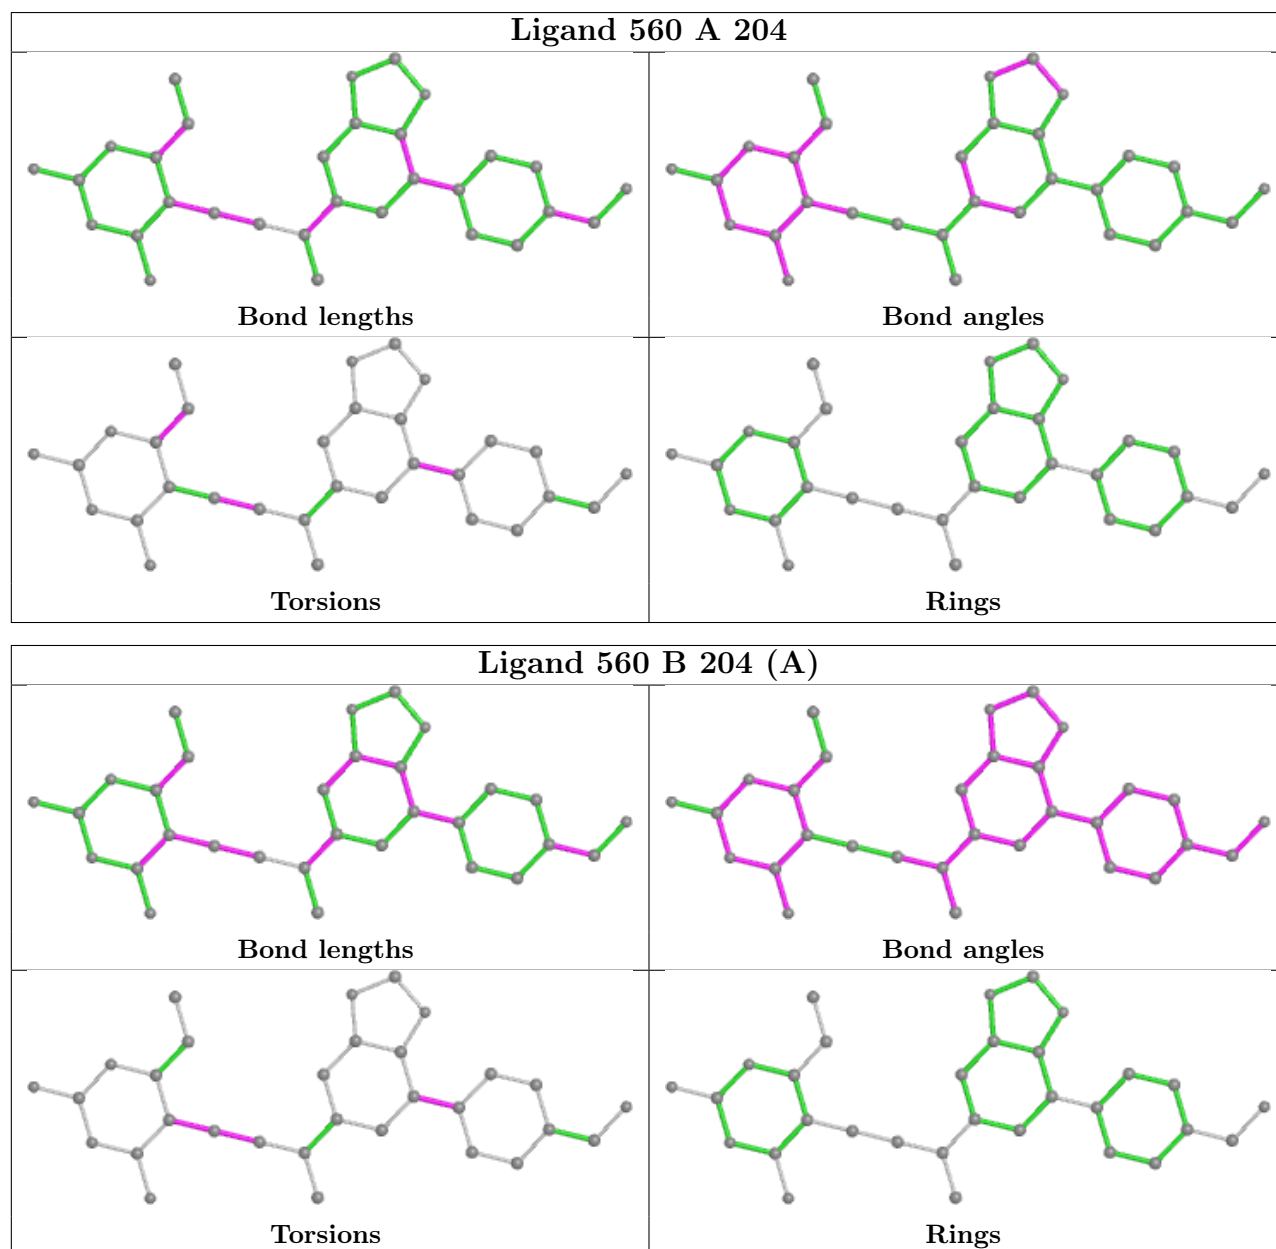 Ligand 560 A 204
Bond lengths
Bond angles
Torsions
Rings
Ligand 560 B 204 (A)
Bond lengths
Bond angles
Torsions
Rings